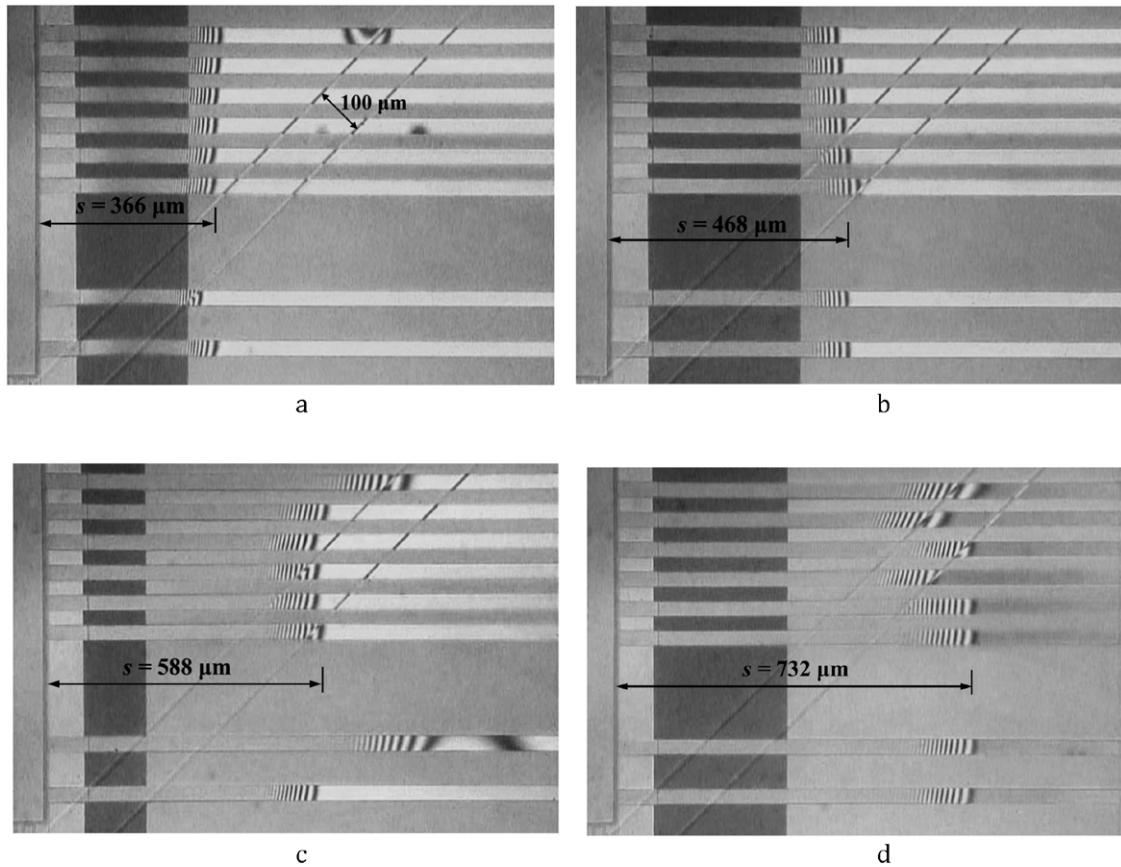 100 μm
s = 366 μm
s = 468 μm
a
b
s = 588 μm
s = 732 μm
c
d